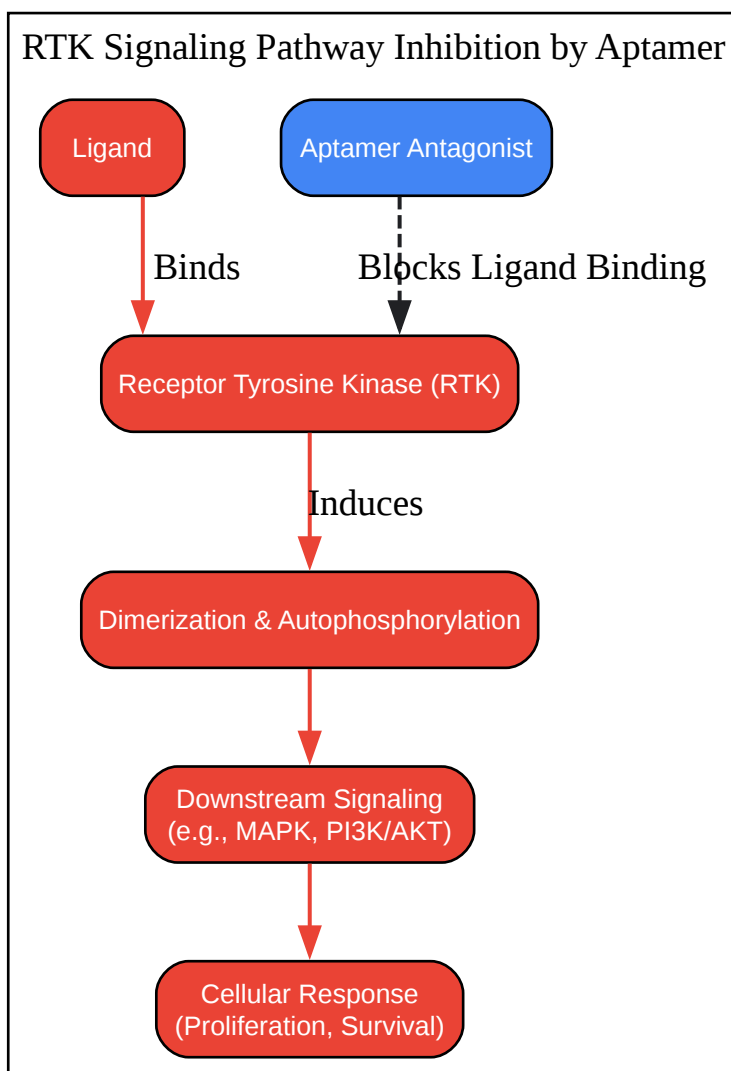 RTK Signaling Pathway Inhibition by Aptamer
Ligand
Aptamer Antagonist
Binds
Blocks Ligand Binding
Receptor Tyrosine Kinase (RTK)
Induces
Dimerization & Autophosphorylation
Downstream Signaling
(e.g., MAPK, PI3K/AKT)
Cellular Response
(Proliferation, Survival)